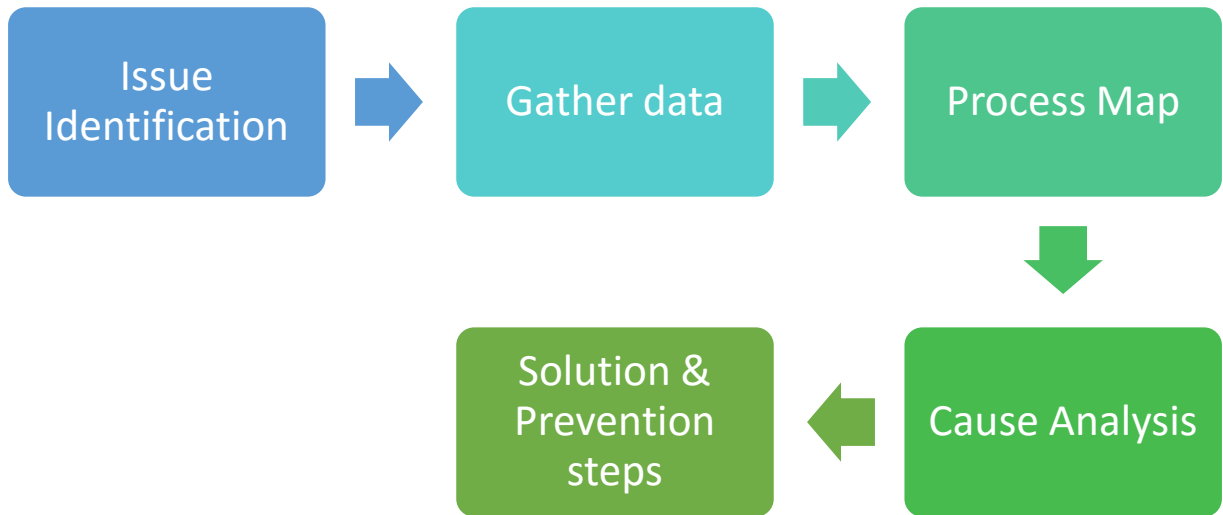 Issue
Identification
Gather data
Process Map
Cause Analysis
Solution &
Prevention
steps